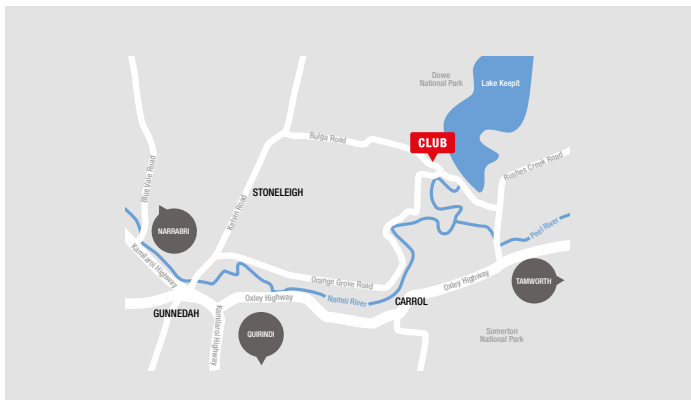 Dowe
National Park
Lake Keepit
Bulga Road
CLUB
Rushes Creek Road
Blue Vale Road
STONELEIGH
Keren Road
NARRABRI
Peel River
Kamilaroi Highway
Orange Grove Road
Oxley Highway
TAMWORTH
Oxley Highway
Namoi River
CARROL
GUNNEDAH
Kamilaroi Highway
QUIRINDI
Somerton
National Park